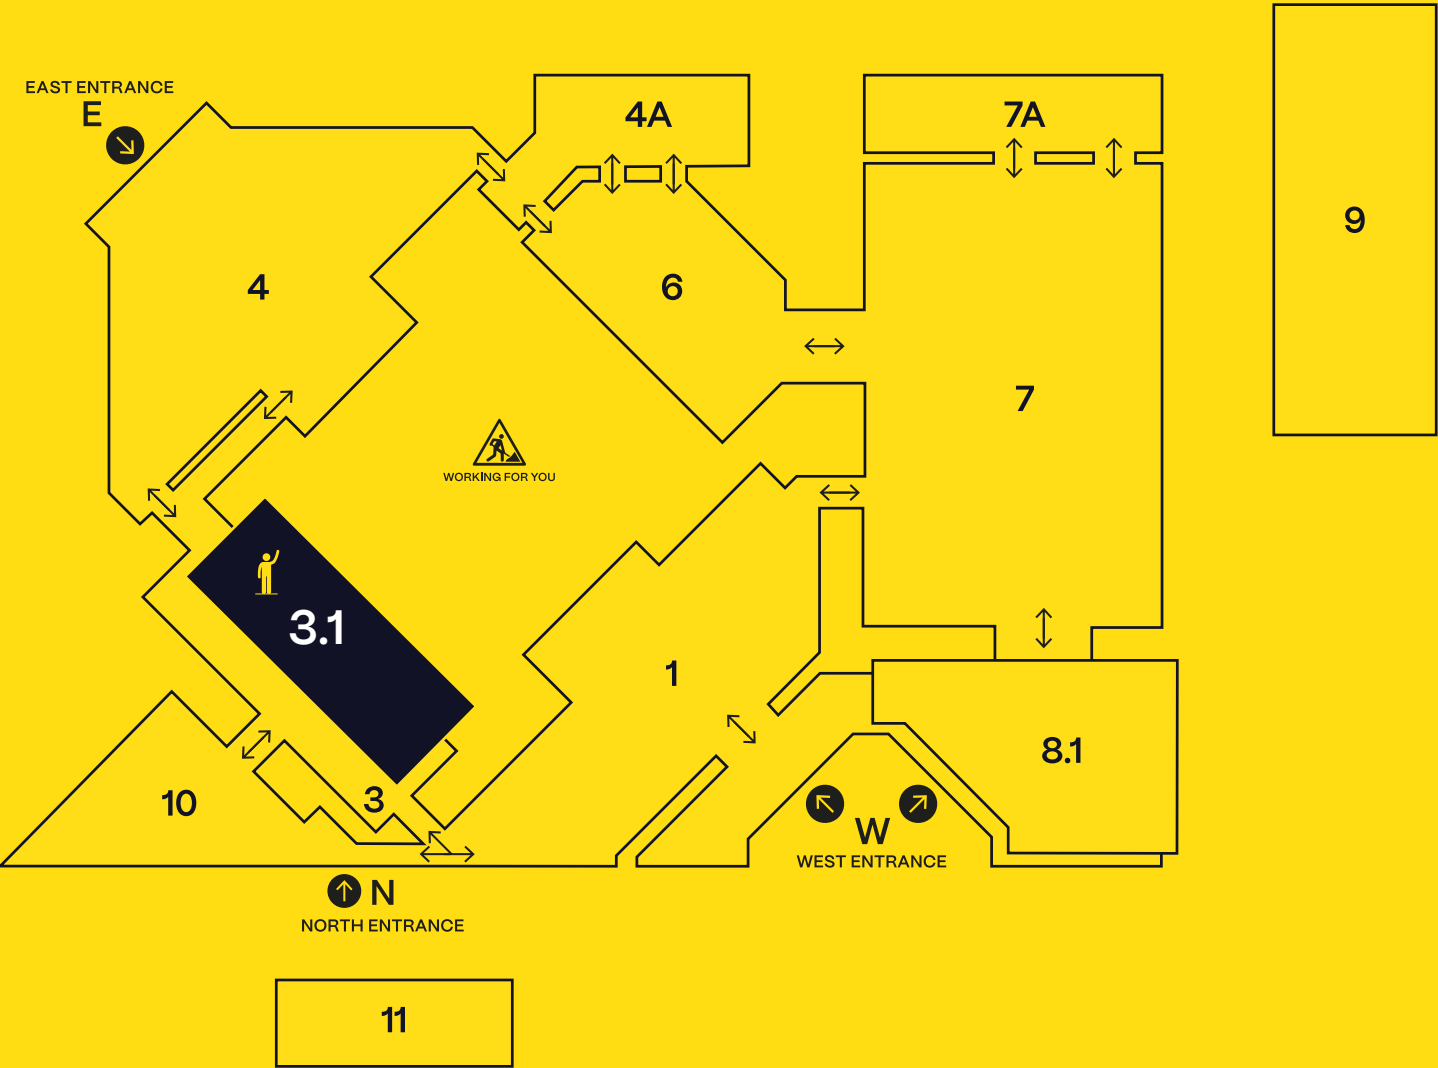 EAST ENTRANCE
E
4A
7A
9
4
6
7
WORKING FOR YOU
3.1
1
8.1
10
3
W
WEST ENTRANCE
N
NORTH ENTRANCE
11